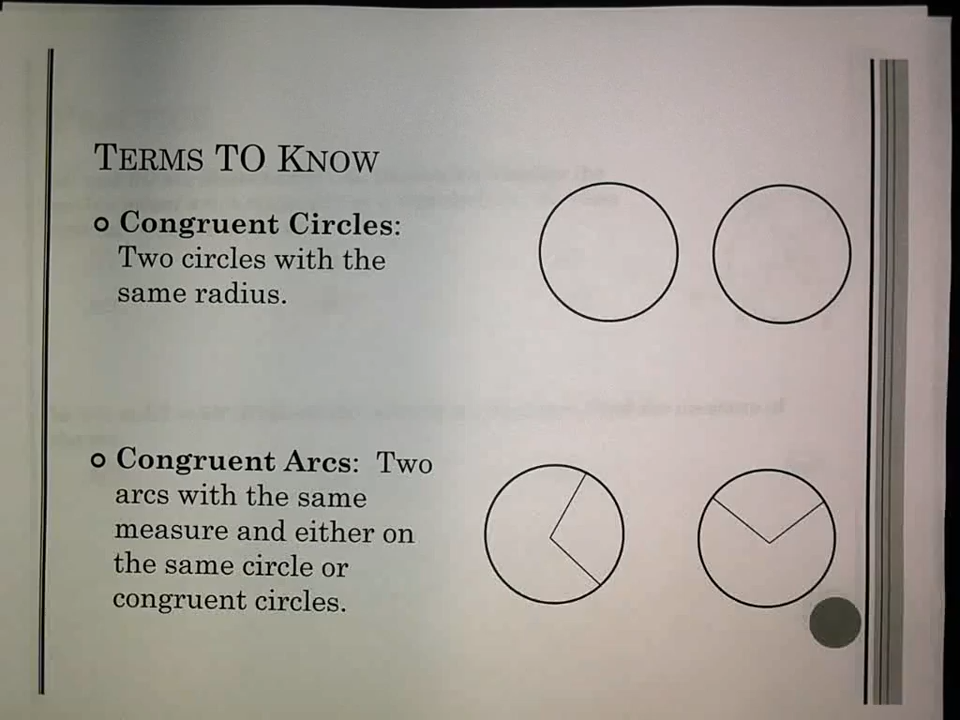 TERMS TO KNOW
Congruent Circles:
Two circles with the
same radius.
Congruent Arcs: Two
arcs with the same
measure and either on
the same circle or
congruent circles.